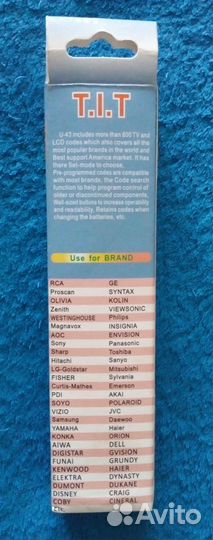 T.I.T
U-43 includes more than 600 TV and
LCD codes which also covers all the
most popular brands in the world and
Best support America market. It has
there Set-mode to choose.
Pre-programmed codes are compatible
with most brands, the Code search
function to help program control of
older or discontinued components.
Well-sized buttons to increase operability
and readability. Retains codes when
changing the batteries, etc.
Use for BRAND
RCA GE
Proscan SYNTAX
OLIVIA KOLIN
Zenith VIEWSONIC
WESTINGHOUSE Philips
Magnavox INSIGNIA
AOC ENVISION
Sony Panasonic
Sharp Toshiba
Hitachi Sanyo
LG-Goldstar Mitsubishi
FISHER Sylvania
Curtis-Mathes Emerson
PDI AKAI
SOYO POLAROID
VIZIO JVC
Samsung Daewoo
YAMAHA Haier
KONKA ORION
AIWA DELL
DIGISTAR GVISION
FUNAI GRUNDY
KENWOOD HAIER
ELEKTRA DYNASTY
DUMONT DUKANE
DISNEY CRAIG
COBY CINERAL
Etc.
Avito